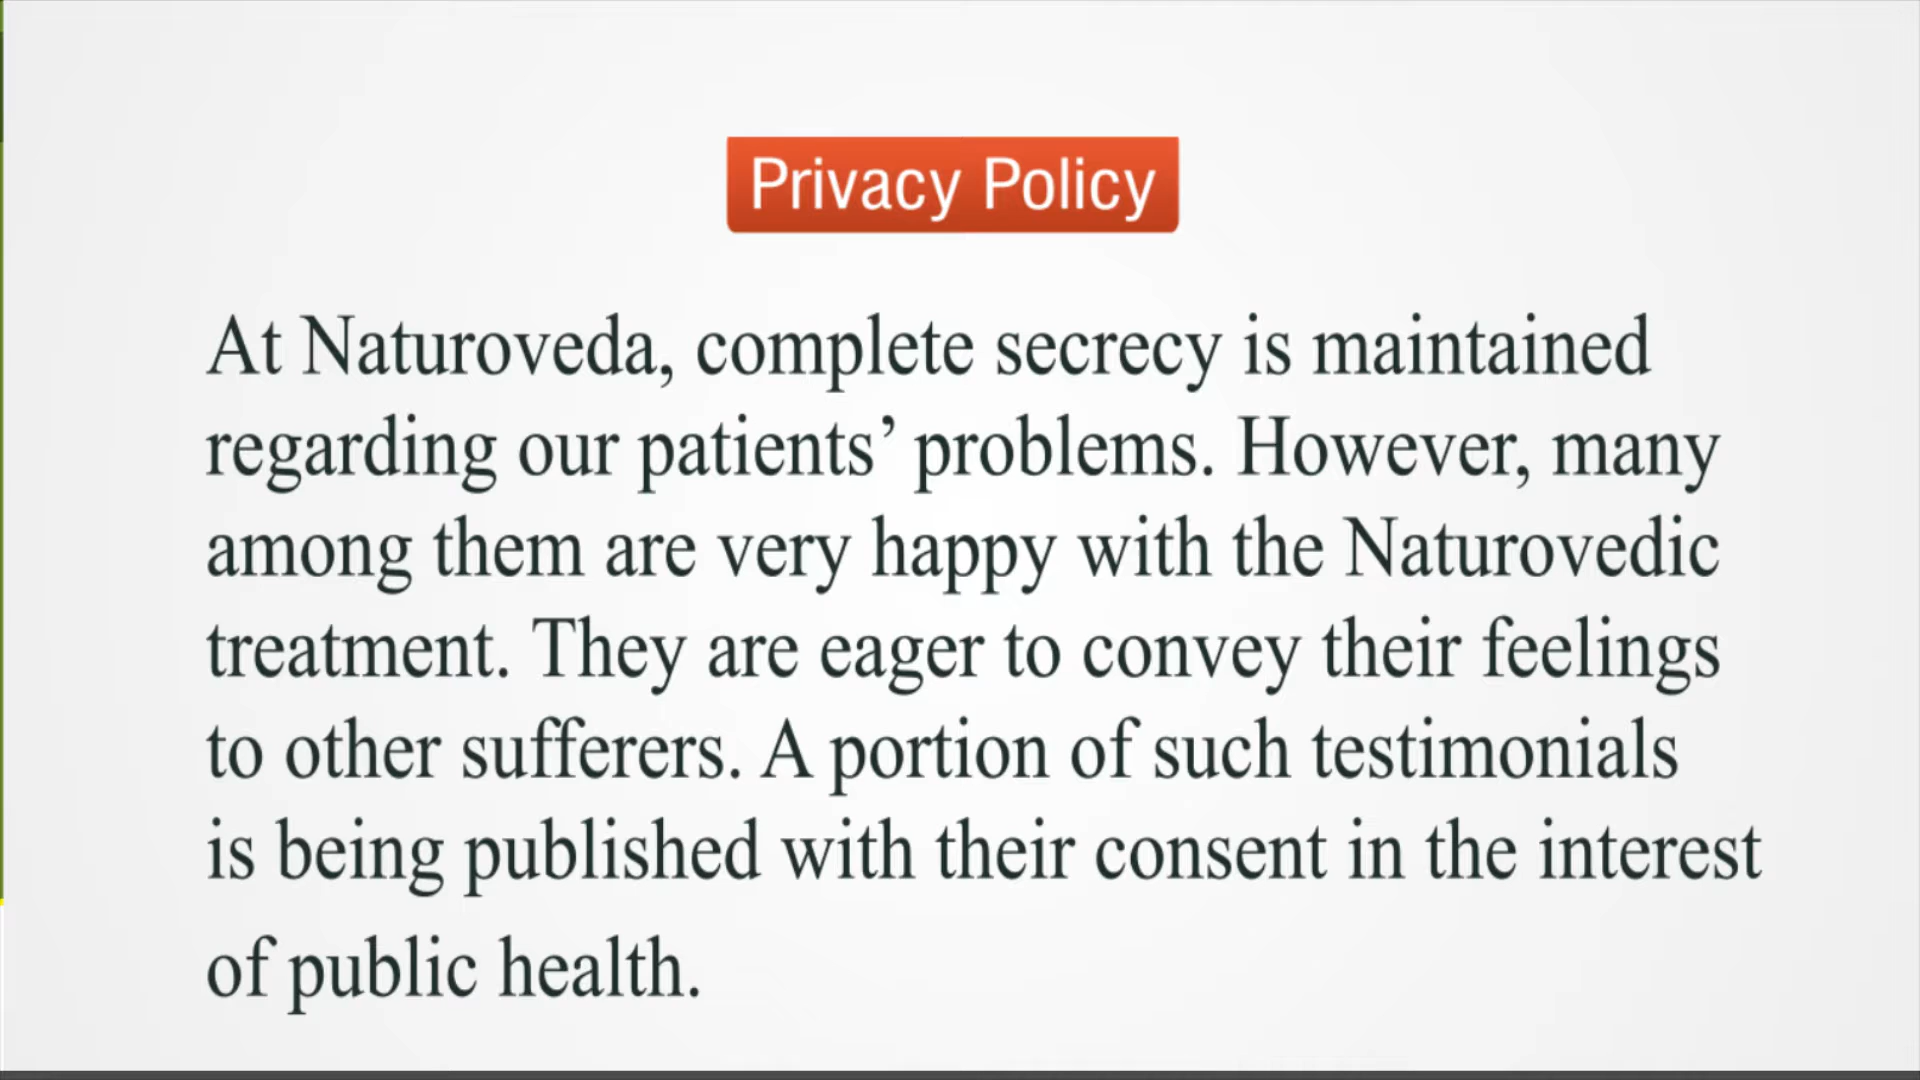 Privacy Policy
At Naturoveda, complete secrecy is maintained
regarding our patients’ problems. However, many
among them are very happy with the Naturovedic
treatment. They are eager to convey their feelings
to other sufferers. A portion of such testimonials
is being published with their consent in the interest
of public health.